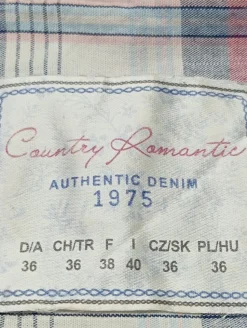 Country Romantic
AUTHENTIC DENIM
1975
D/A CH/TR F I CZ/SK PL/HU
36 36 38 40 36 36